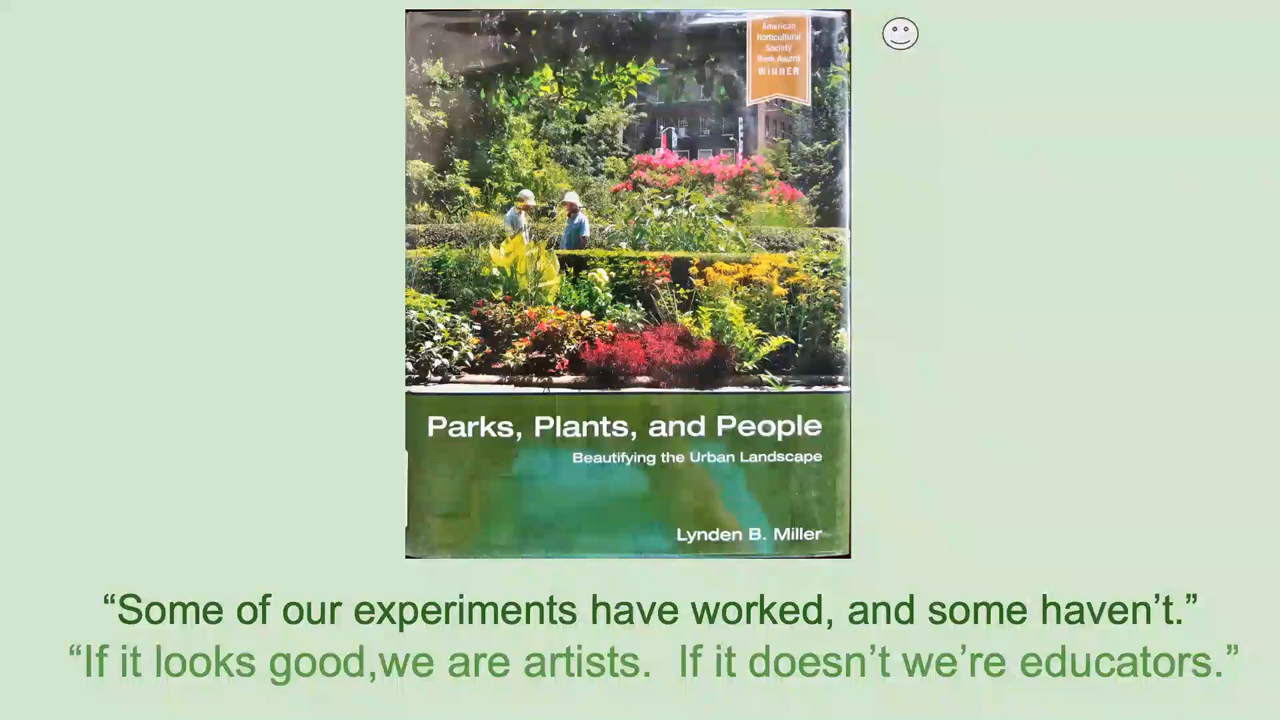 American
Horticultural
Society
Book Award
WINNER
Parks, Plants, and People
Beautifying the Urban Landscape
Lynden B. Miller
“Some of our experiments have worked, and some haven’t.”
“If it looks good,we are artists.  If it doesn’t we’re educators.”